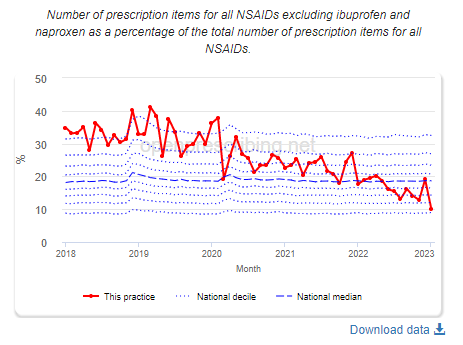 Number of prescription items for all NSAIDs excluding ibuprofen and
naproxen as a percentage of the total number of prescription items for all
NSAIDs.
50
40
30
20
10
0
%
2018 2019 2020 2021 2022 2023
Month
This practice National decile National median
Download data